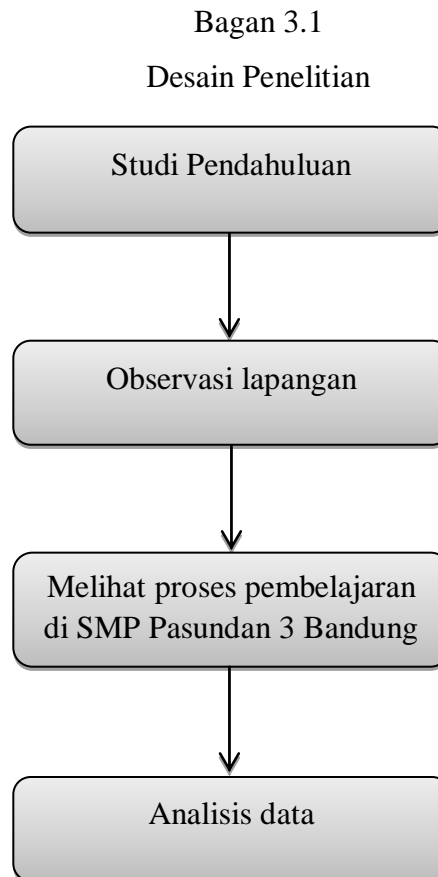 Bagan 3.1
Desain Penelitian
Studi Pendahuluan
Observasi lapangan
Melihat proses pembelajaran
di SMP Pasundan 3 Bandung
Analisis data